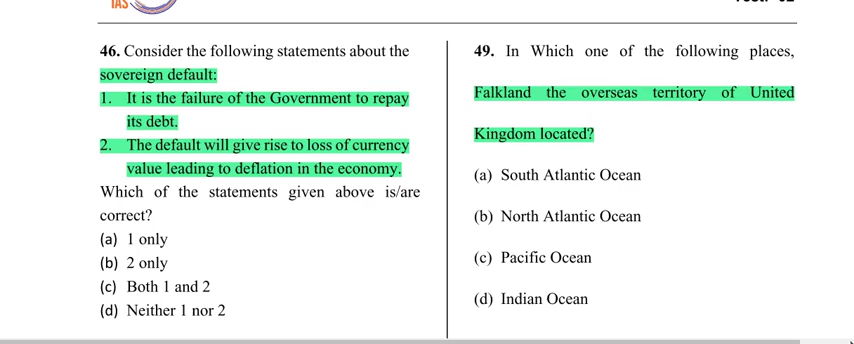 IAS
46. Consider the following statements about the
sovereign default:
1. It is the failure of the Government to repay
its debt.
2. The default will give rise to loss of currency
value leading to deflation in the economy.
Which of the statements given above is/are
correct?
(a) 1 only
(b) 2 only
(c) Both 1 and 2
(d) Neither 1 nor 2
49. In Which one of the following places,
Falkland the overseas territory of United
Kingdom located?
(a) South Atlantic Ocean
(b) North Atlantic Ocean
(c) Pacific Ocean
(d) Indian Ocean